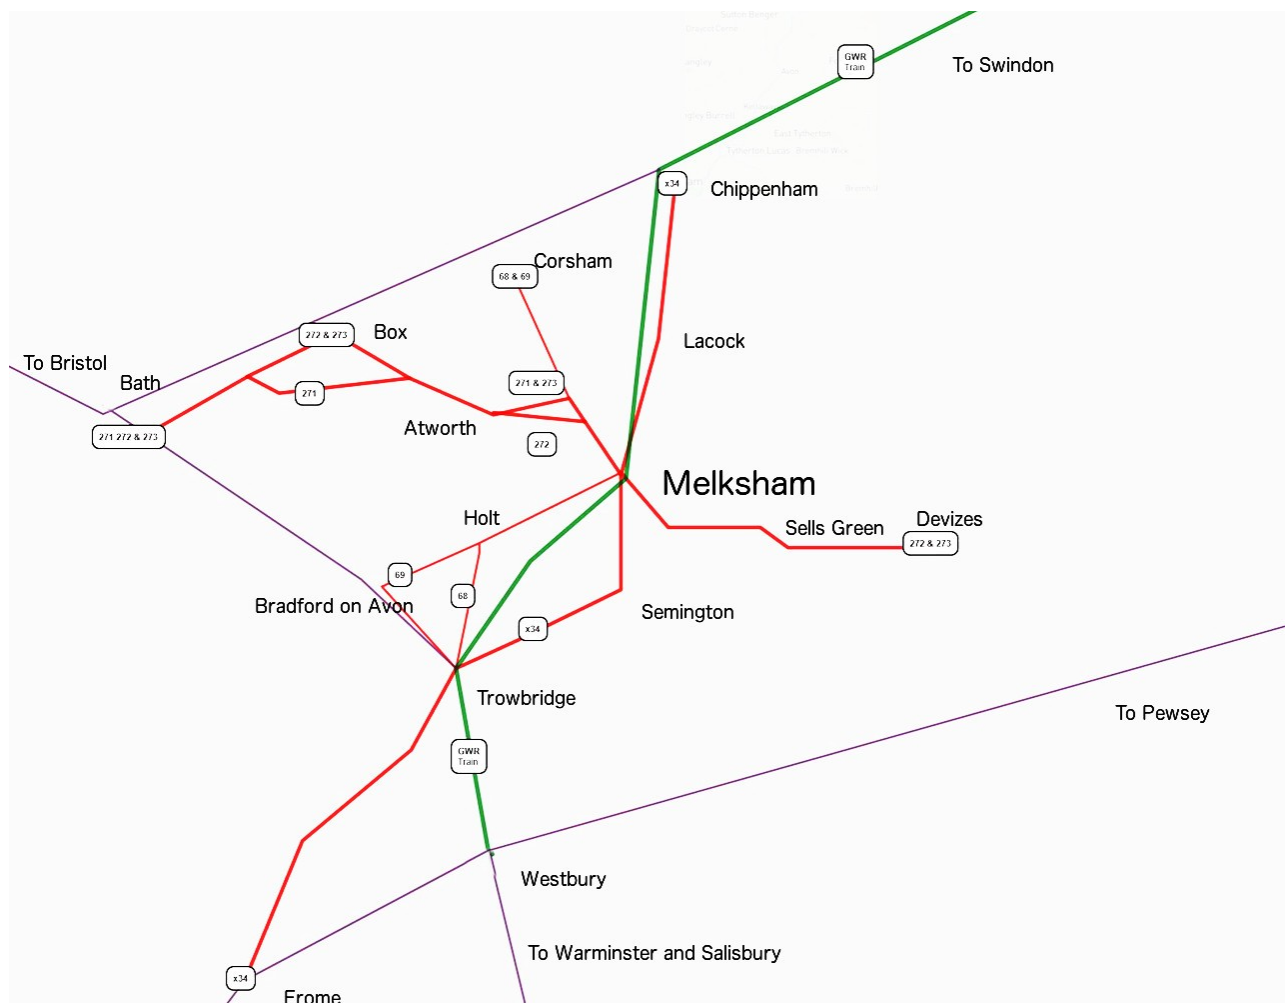 GWR
Train
To Swindon
x34
Chippenham
Corsham
68 & 69
272 & 273
Box
Lacock
To Bristol
Bath
271 & 273
271
Atworth
271 272 & 273
272
Melksham
Holt
Devizes
Sells Green
272 & 273
69
68
Bradford on Avon
Semington
x34
Trowbridge
To Pewsey
GWR
Train
Westbury
To Warminster and Salisbury
x34
Frome